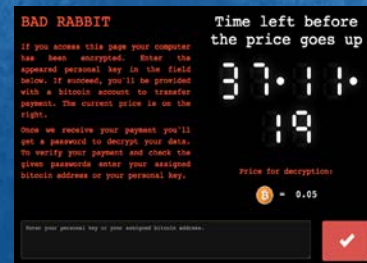 BAD RABBIT
If you access this page your computer
has been encrypted. Enter the
appeared personal key in the field
below. If succeed, you'll be provided
with a bitcoin account to transfer
payment. The current price is on the
right.
Once we receive your payment you'll
get a password to decrypt your data.
To verify your payment and check the
given passwords enter your assigned
bitcoin address or your personal key.
Time left before
the price goes up
37:11:
19
Price for decryption:
= 0.05
Enter your personal key or your assigned bitcoin address.